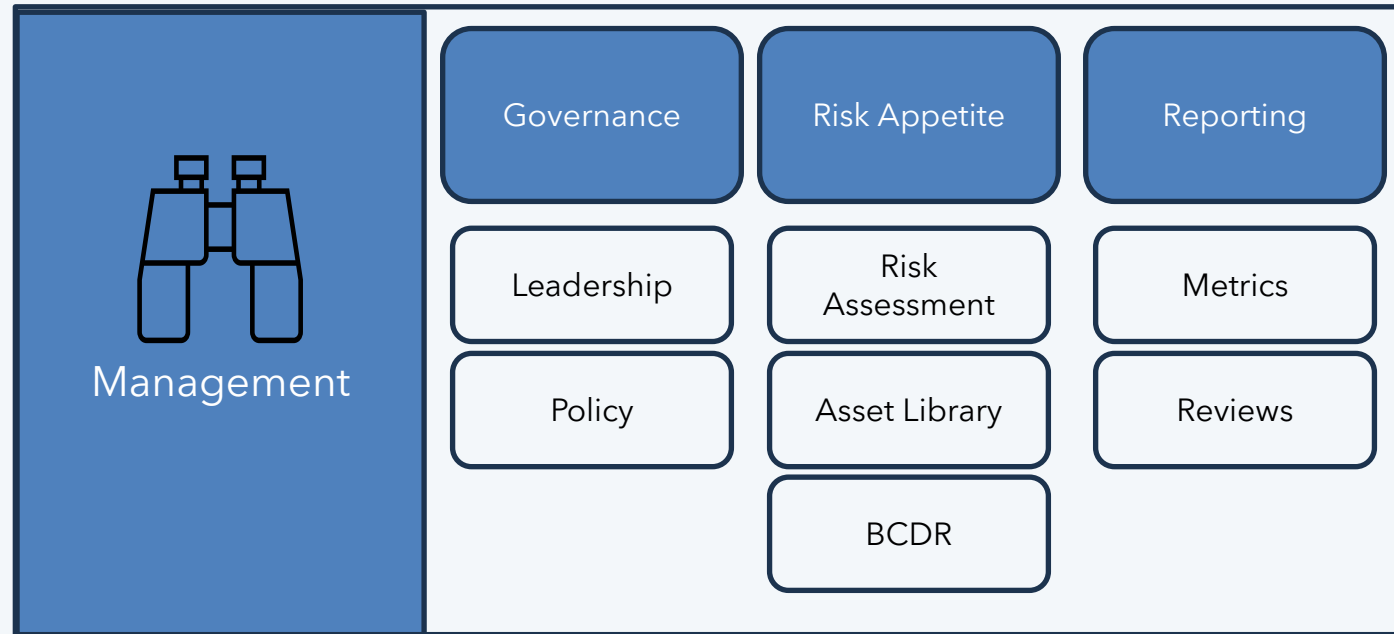 Management
Governance
Risk Appetite
Reporting
Leadership
Risk
Assessment
Metrics
Policy
Asset Library
Reviews
BCDR